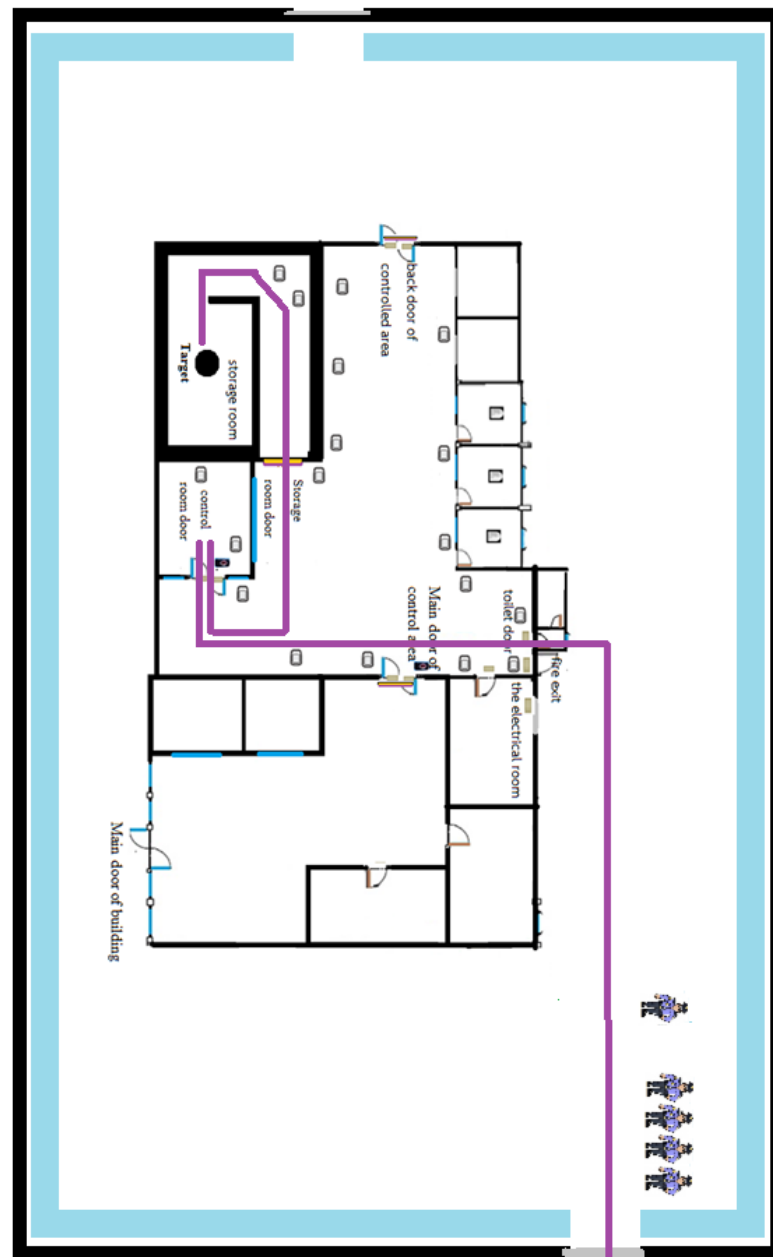 back door of
controlled area
storage room
Target
Storage
room door
control
room door
Main door of
control area
toilet door
fire exit
the electrical room
Main door of building